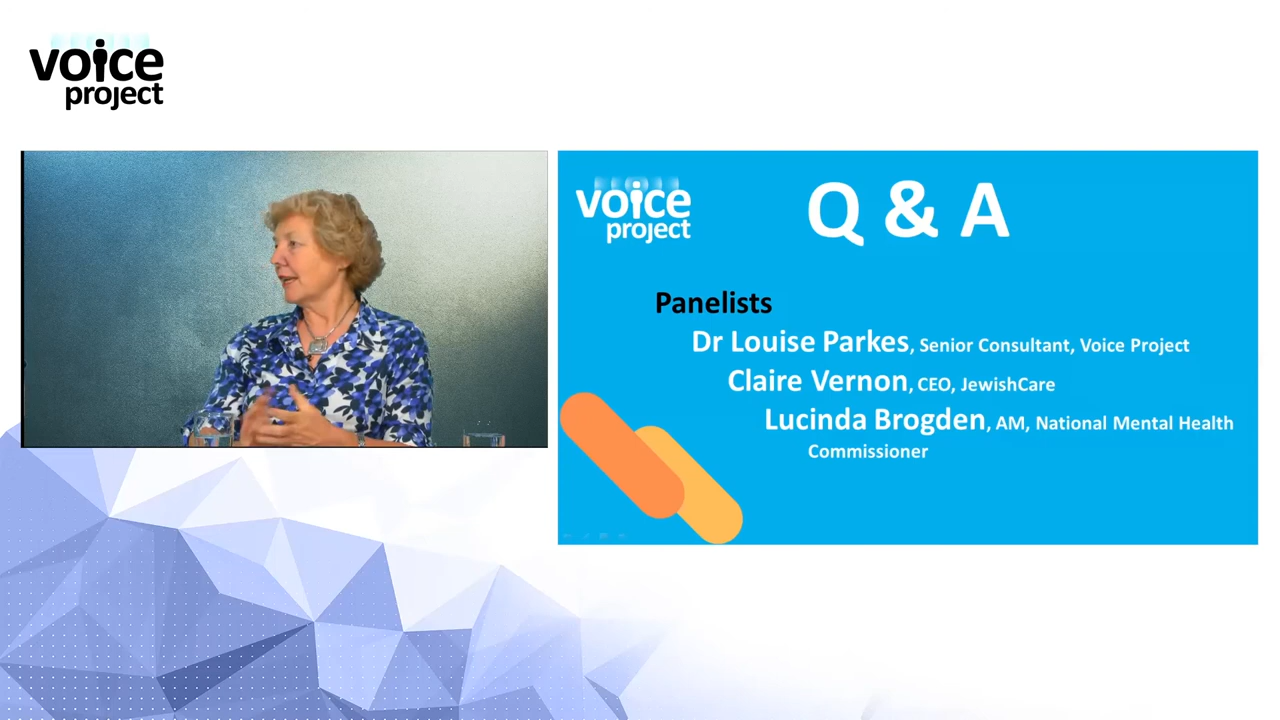 voice
project
voice
project
Q & A
Panelists
Dr Louise Parkes, Senior Consultant, Voice Project
Claire Vernon, CEO, JewishCare
Lucinda Brogden, AM, National Mental Health
Commissioner